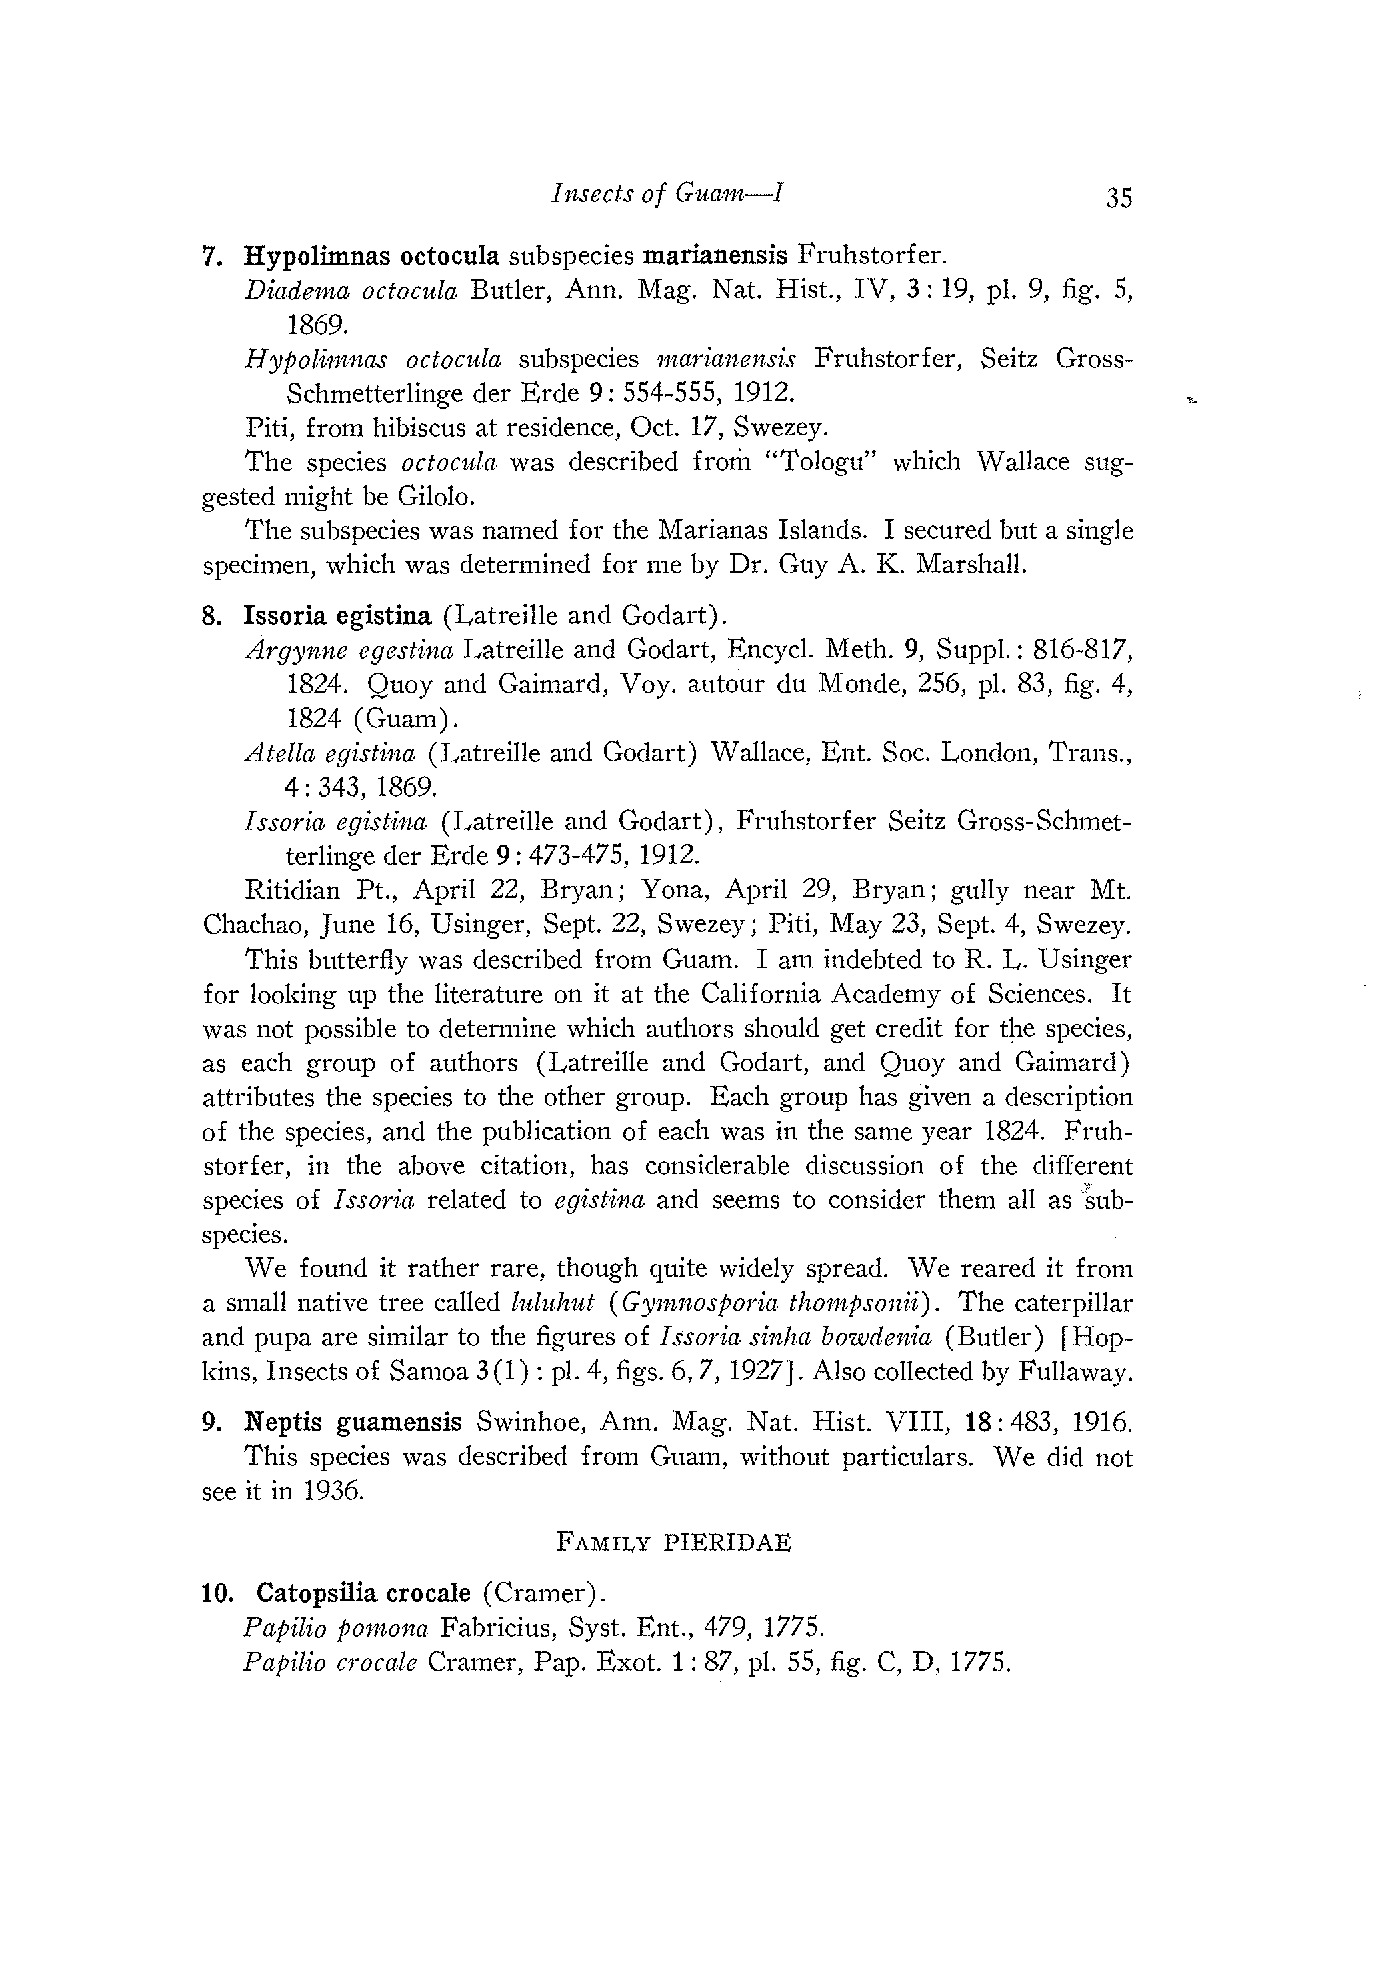 Insects of Guam—I 35
7. Hypolimnas octocula subspecies marianensis Fruhstorfer.
Diadema octocula Butler, Ann. Mag. Nat. Hist., IV, 3: 19, pl. 9, fig. 5,
1869.
Hypolimnas octocula subspecies marianensis Fruhstorfer, Seitz Gross-
Schmetterlinge der Erde 9: 554-555, 1912.
Piti, from hibiscus at residence, Oct. 17, Swezey.
The species octocula was described from "Tologu" which Wallace sug-
gested might be Gilolo.
The subspecies was named for the Marianas Islands. I secured but a single
specimen, which was determined for me by Dr. Guy A. K. Marshall.
8. Issoria egistina (Latreille and Godart).
Argynne egestina Latreille and Godart, Encycl. Meth. 9, Suppl.: 816-817,
1824. Quoy and Gaimard, Voy. autour du Monde, 256, pl. 83, fig. 4,
1824 (Guam).
Atella egistina (Latreille and Godart) Wallace, Ent. Soc. London, Trans.,
4: 343, 1869.
Issoria egistina (Latreille and Godart), Fruhstorfer Seitz Gross-Schmet-
terlinge der Erde 9: 473-475, 1912.
Ritidian Pt., April 22, Bryan; Yona, April 29, Bryan; gully near Mt.
Chachao, June 16, Usinger, Sept. 22, Swezey; Piti, May 23, Sept. 4, Swezey.
This butterfly was described from Guam. I am indebted to R. L. Usinger
for looking up the literature on it at the California Academy of Sciences. It
was not possible to determine which authors should get credit for the species,
as each group of authors (Latreille and Godart, and Quoy and Gaimard)
attributes the species to the other group. Each group has given a description
of the species, and the publication of each was in the same year 1824. Fruh-
storfer, in the above citation, has considerable discussion of the different
species of Issoria related to egistina and seems to consider them all as sub-
species.
We found it rather rare, though quite widely spread. We reared it from
a small native tree called luluhut (Gymnosporia thompsonii). The caterpillar
and pupa are similar to the figures of Issoria sinha bowdenia (Butler) [Hop-
kins, Insects of Samoa 3(1): pl. 4, figs. 6, 7, 1927]. Also collected by Fullaway.
9. Neptis guamensis Swinhoe, Ann. Mag. Nat. Hist. VIII, 18: 483, 1916.
This species was described from Guam, without particulars. We did not
see it in 1936.
FAMILY PIERIDAE
10. Catopsilia crocale (Cramer).
Papilio pomona Fabricius, Syst. Ent., 479, 1775.
Papilio crocale Cramer, Pap. Exot. 1: 87, pl. 55, fig. C, D, 1775.